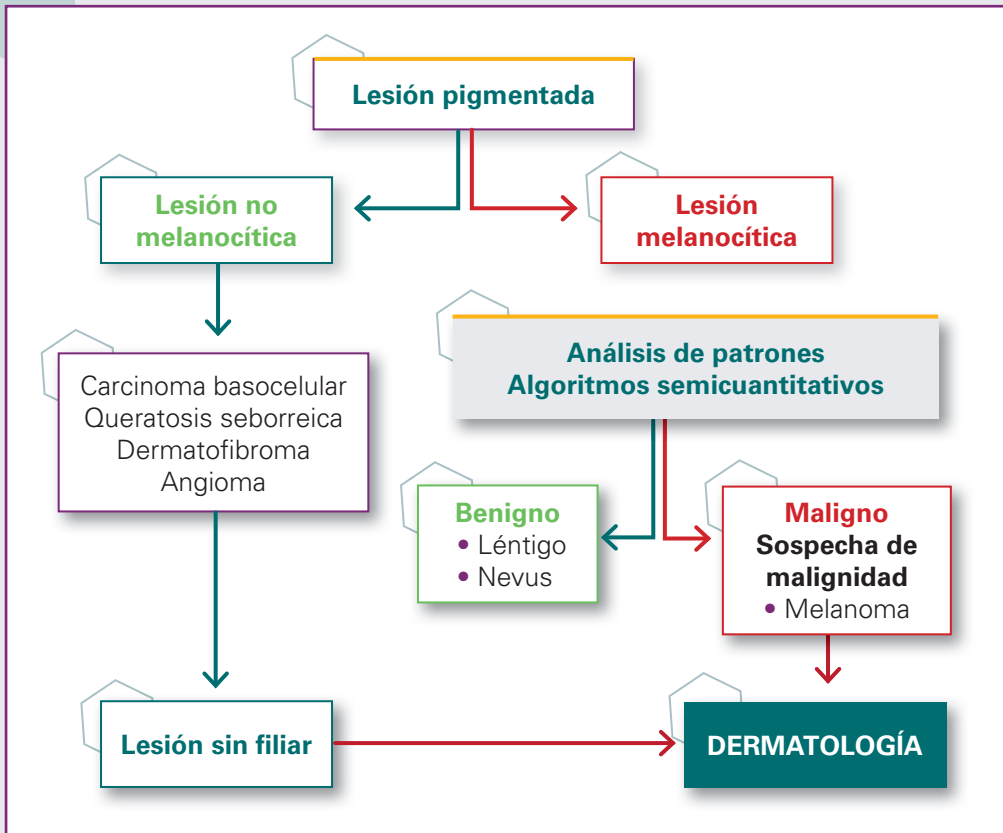 Lesión pigmentada
Lesión no
melanocítica
Lesión
melanocítica
Carcinoma basocelular
Queratosis seborreica
Dermatofibroma
Angioma
Análisis de patrones
Algoritmos semicuantitativos
Benigno
• Léntigo
• Nevus
Maligno
Sospecha de
malignidad
• Melanoma
Lesión sin filiar
DERMATOLOGÍA